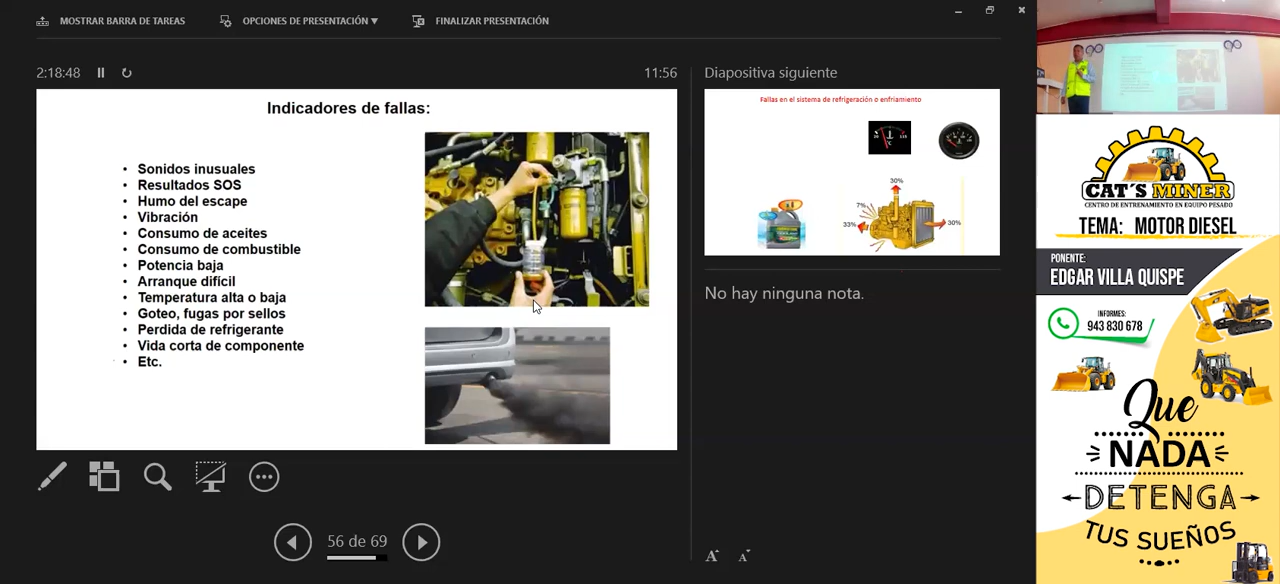 MOSTRAR BARRA DE TAREAS
OPCIONES DE PRESENTACIÓN ▼
FINALIZAR PRESENTACIÓN
2:18:48
11:56
Indicadores de fallas:
• Sonidos inusuales
• Resultados SOS
• Humo del escape
• Vibración
• Consumo de aceites
• Consumo de combustible
• Potencia baja
• Arranque difícil
• Temperatura alta o baja
• Goteo, fugas por sellos
• Perdida de refrigerante
• Vida corta de componente
• Etc.
56 de 69
Diapositiva siguiente
Fallas en el sistema de refrigeración o enfriamiento
30%
7%
33%
30%
No hay ninguna nota.
A A
CAT´S MINER
CENTRO DE ENTRENAMIENTO EN EQUIPO PESADO
TEMA: MOTOR DIESEL
PONENTE:
EDGAR VILLA QUISPE
INFORMES:
943 830 678
Que
NADA
DETENGA
TUS SUEÑOS